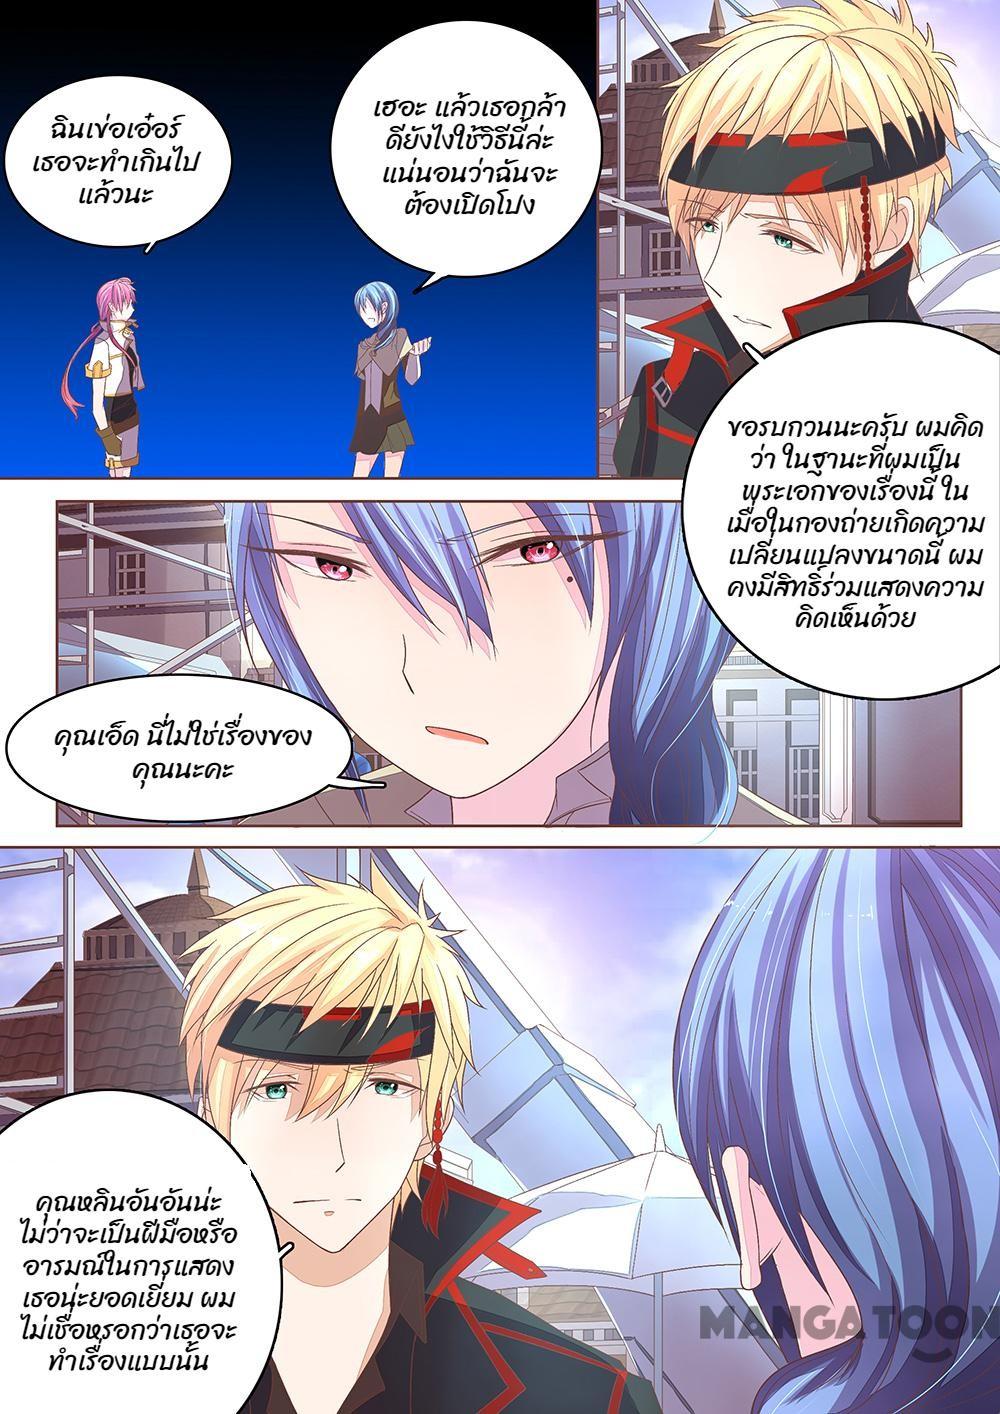 ฉินเข่อเอ๋อร์
เธอจะทำเกินไป
แล้วนะ
เฮอะ แล้วเธอกล้า
ดียังไงใช้วิธีนี้ล่ะ
แน่นอนว่าฉันจะ
ต้องเปิดโปง
ขอรบกวนนะครับ ผมคิด
ว่า ในฐานะที่ผมเป็น
พระเอกของเรื่องนี้ ใน
เมื่อในกองถ่ายเกิดความ
เปลี่ยนแปลงขนาดนี้ ผม
คงมีสิทธิ์ร่วมแสดงความ
คิดเห็นด้วย
คุณเอ็ด นี่ไม่ใช่เรื่องของ
คุณนะคะ
คุณหลินอันอันน่ะ
ไม่ว่าจะเป็นฝีมือหรือ
อารมณ์ในการแสดง
เธอน่ะยอดเยี่ยม ผม
ไม่เชื่อหรอกว่าเธอจะ
ทำเรื่องแบบนั้น
MANGATOON